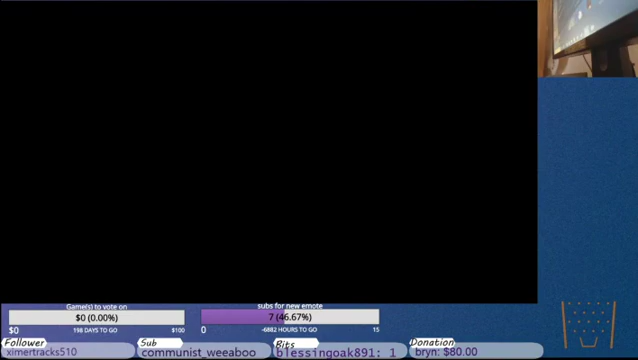 Game(s) to vote on
$0 (0.00%)
$0 198 DAYS TO GO $100
subs for new emote
7 (46.67%)
0 -6882 HOURS TO GO 15
Follower
ximertracks510
Sub
communist_weeaboo
Bits
blessingoak891: 1
Donation
bryn: $80.00